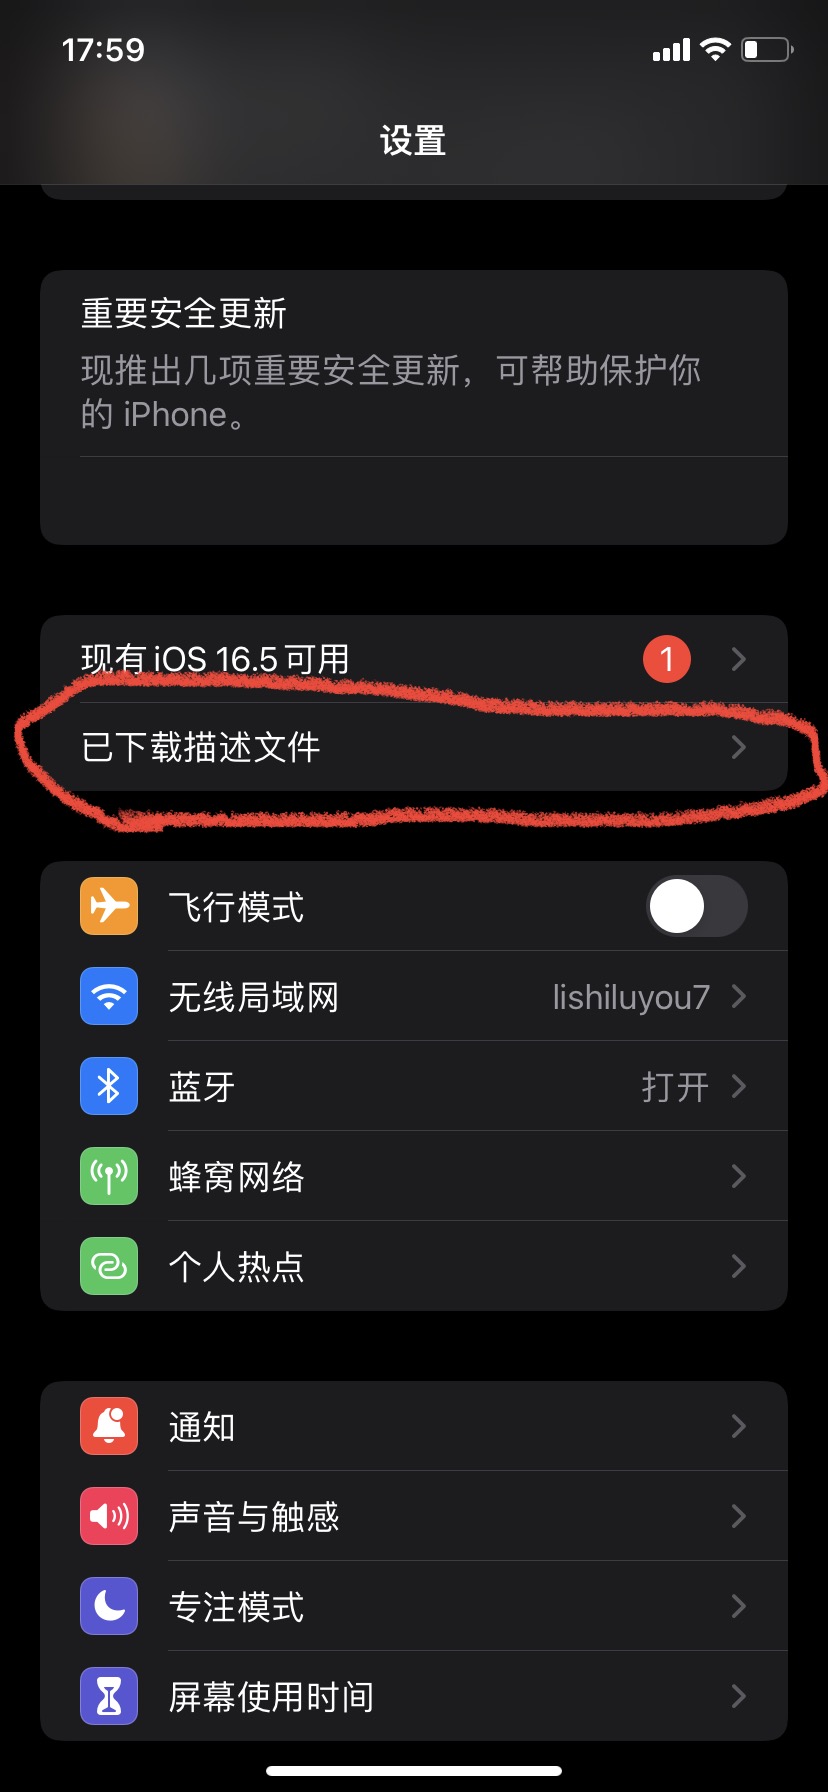 17:59
设置
重要安全更新
现推出几项重要安全更新，可帮助保护你
的 iPhone。
现有 iOS 16.5 可用
1
已下载描述文件
飞行模式
无线局域网
lishiluyou7
蓝牙
打开
蜂窝网络
个人热点
通知
声音与触感
专注模式
屏幕使用时间